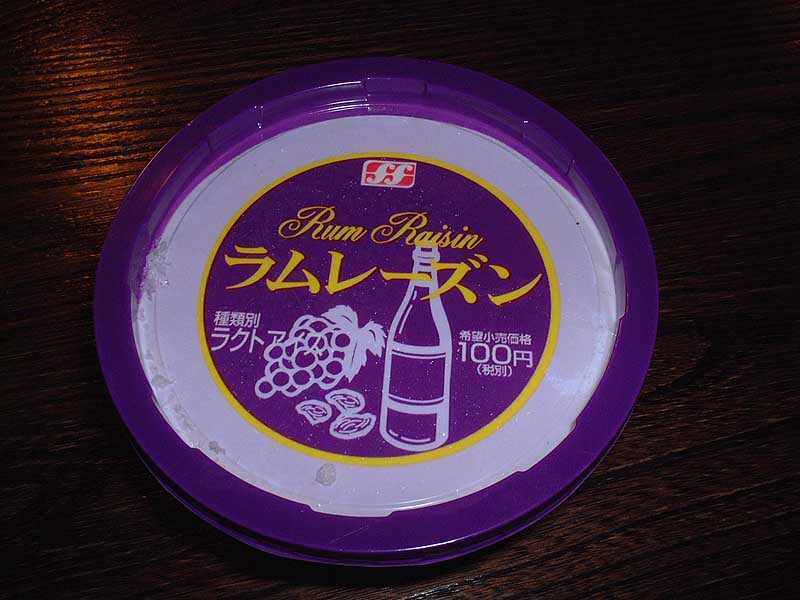 Rum Raisin
ラムレーズン
種類別
ラクトアイス
希望小売価格
100円
(税別)